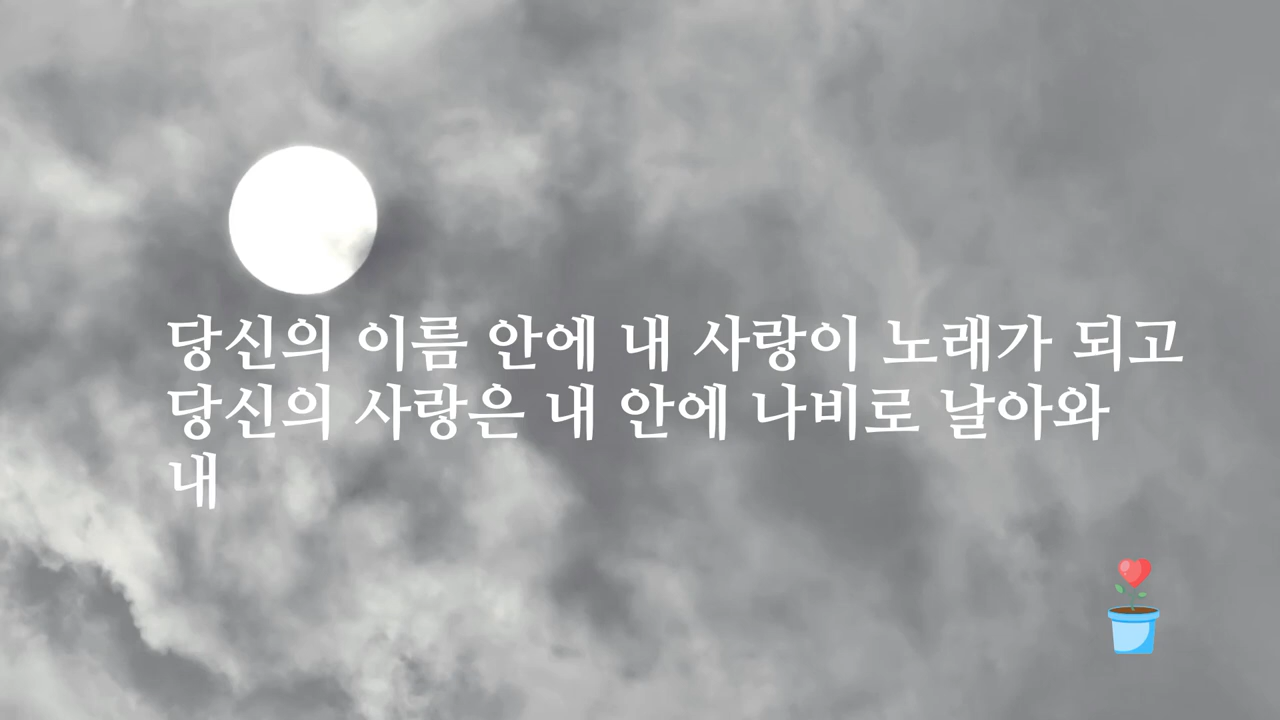 당신의 이름 안에 내 사랑이 노래가 되고
당신의 사랑은 내 안에 나비로 날아와
내